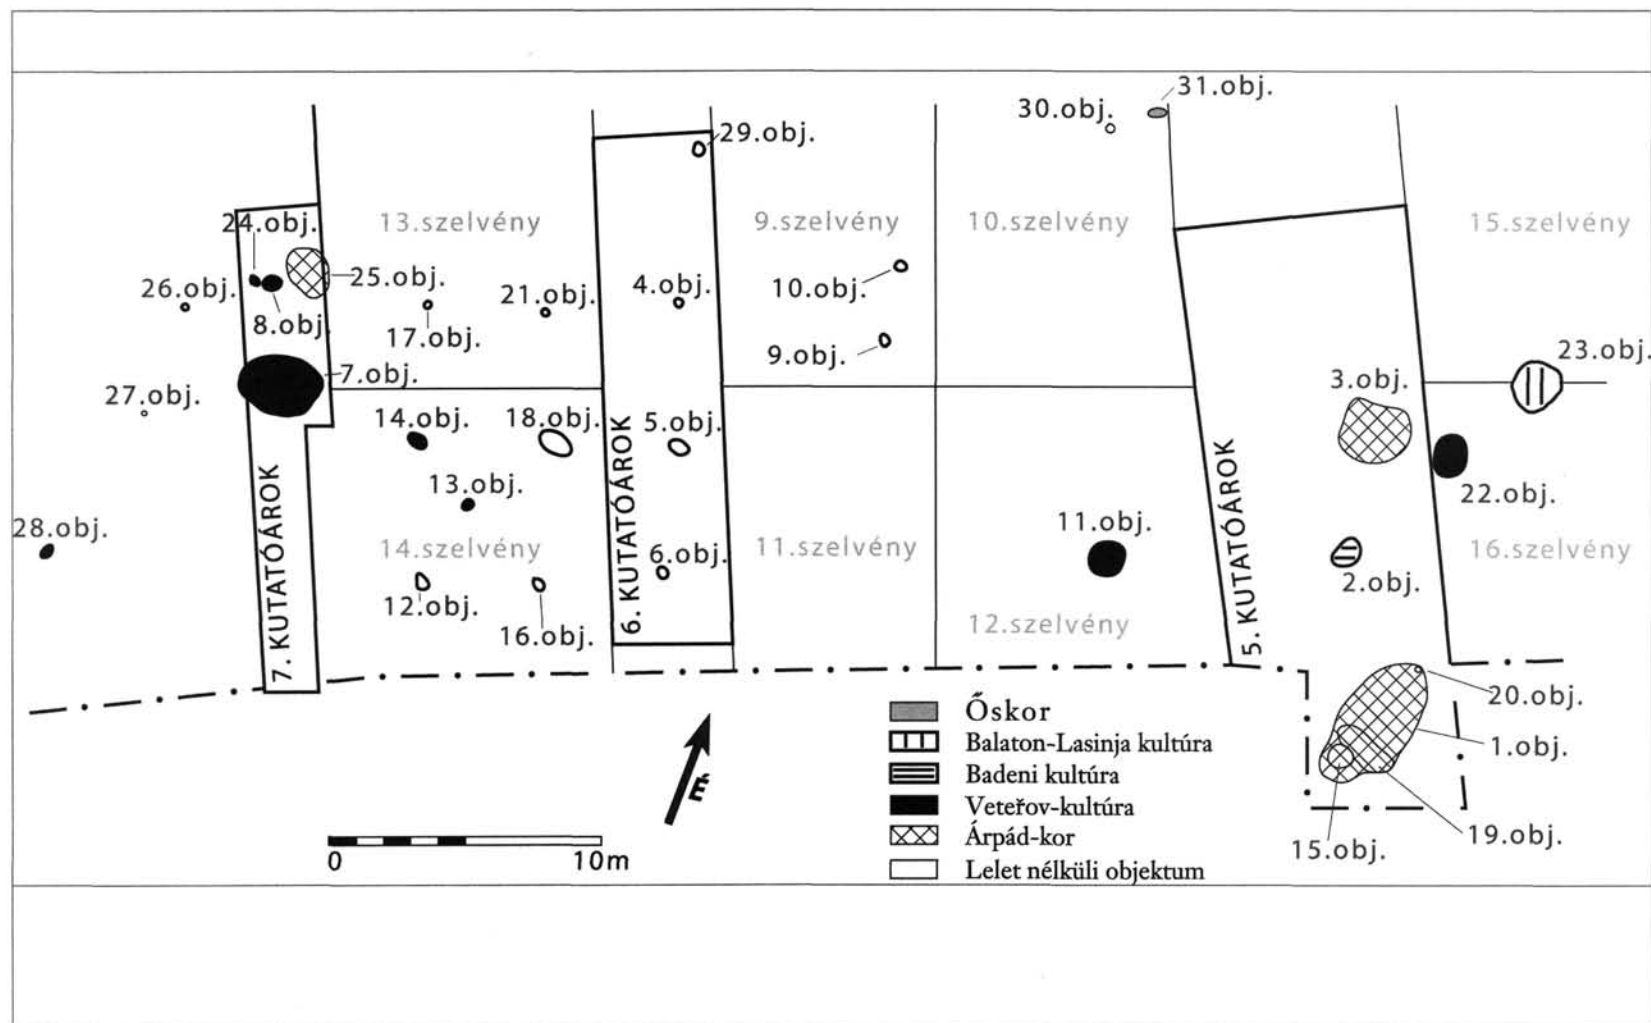 31.obj.
30.obj.
29.obj.
24.obj.
13.szelvény
9.szelvény
10.szelvény
15.szelvény
26.obj.
25.obj.
21.obj.
4.obj.
10.obj.
8.obj.
17.obj.
9.obj.
23.obj.
7.obj.
3.obj.
27.obj.
14.obj.
18.obj.
5.obj.
13.obj.
22.obj.
28.obj.
11.obj.
14.szelvény
6.obj.
11.szelvény
16.szelvény
2.obj.
12.obj.
16.obj.
12.szelvény
7. KUTATÓÁROK
6. KUTATÓÁROK
5. KUTATÓÁROK
20.obj.
1.obj.
19.obj.
15.obj.
Őskor
Balaton-Lasinja kultúra
Badeni kultúra
Veteřov-kultúra
Árpád-kor
Lelet nélküli objektum
É
0 10m